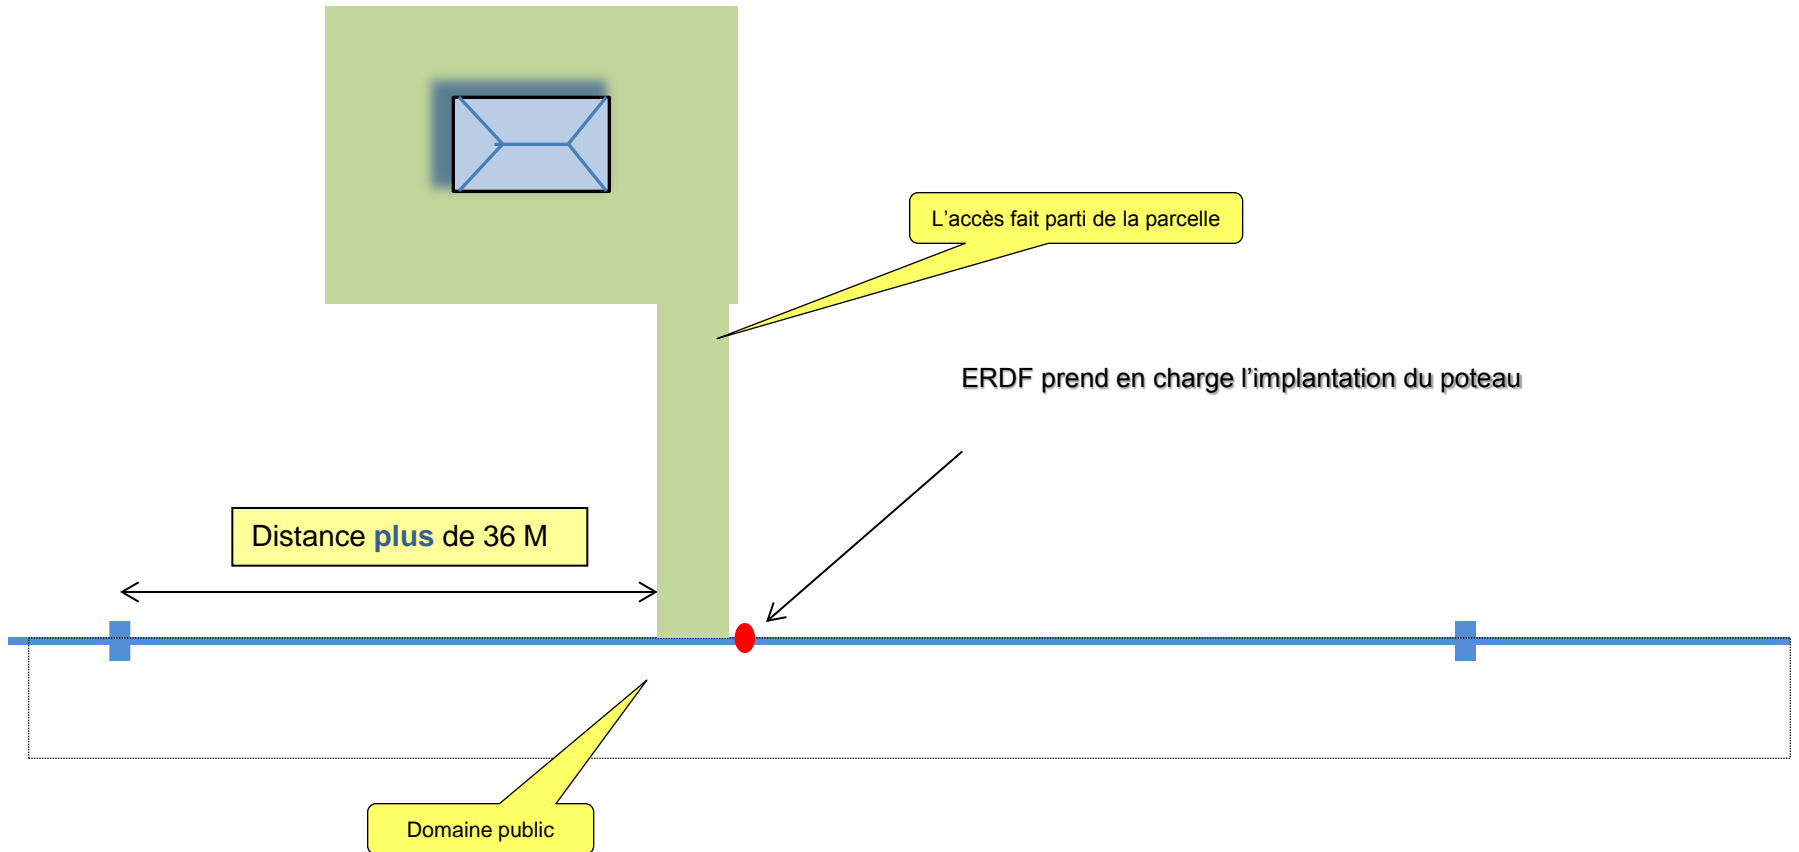 L’accès fait parti de la parcelle
ERDF prend en charge l’implantation du poteau
Distance plus de 36 M
Domaine public